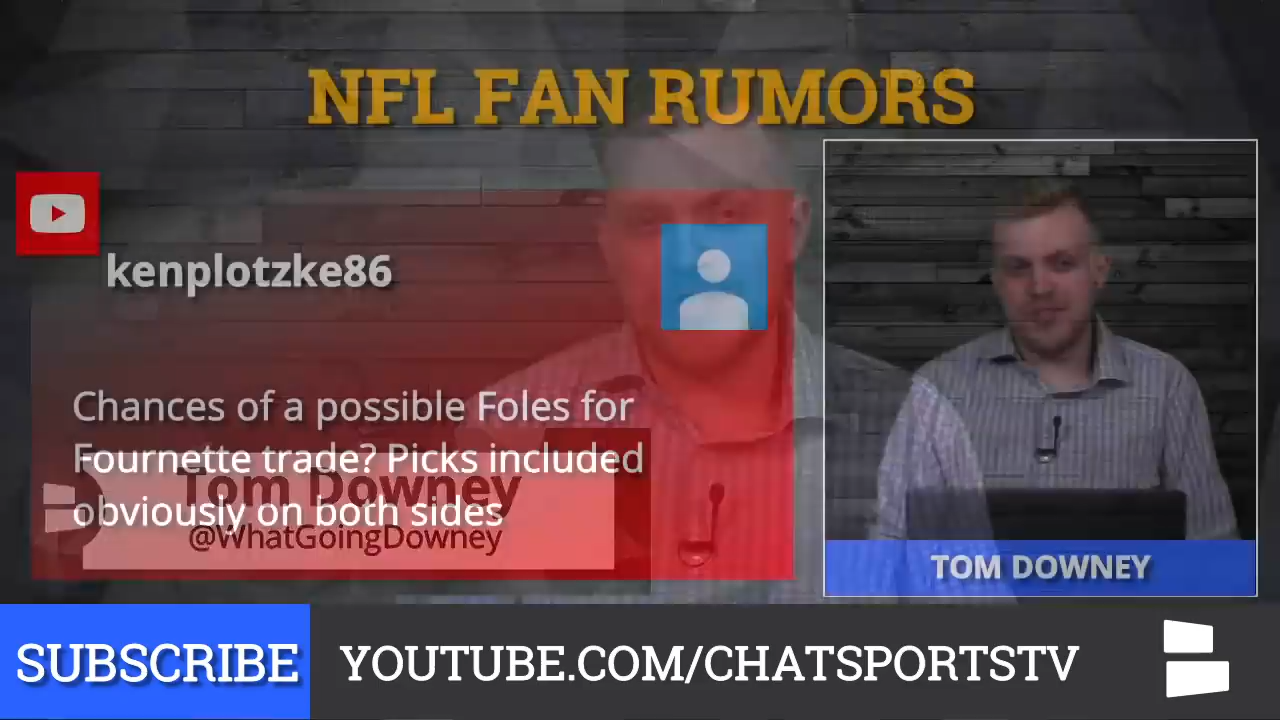 NFL FAN RUMORS
kenplotzke86
Chances of a possible Foles for
Fournette trade? Picks included
obviously on both sides
Tom Downey
@WhatGoingDowney
TOM DOWNEY
SUBSCRIBE
YOUTUBE.COM/CHATSPORTSTV